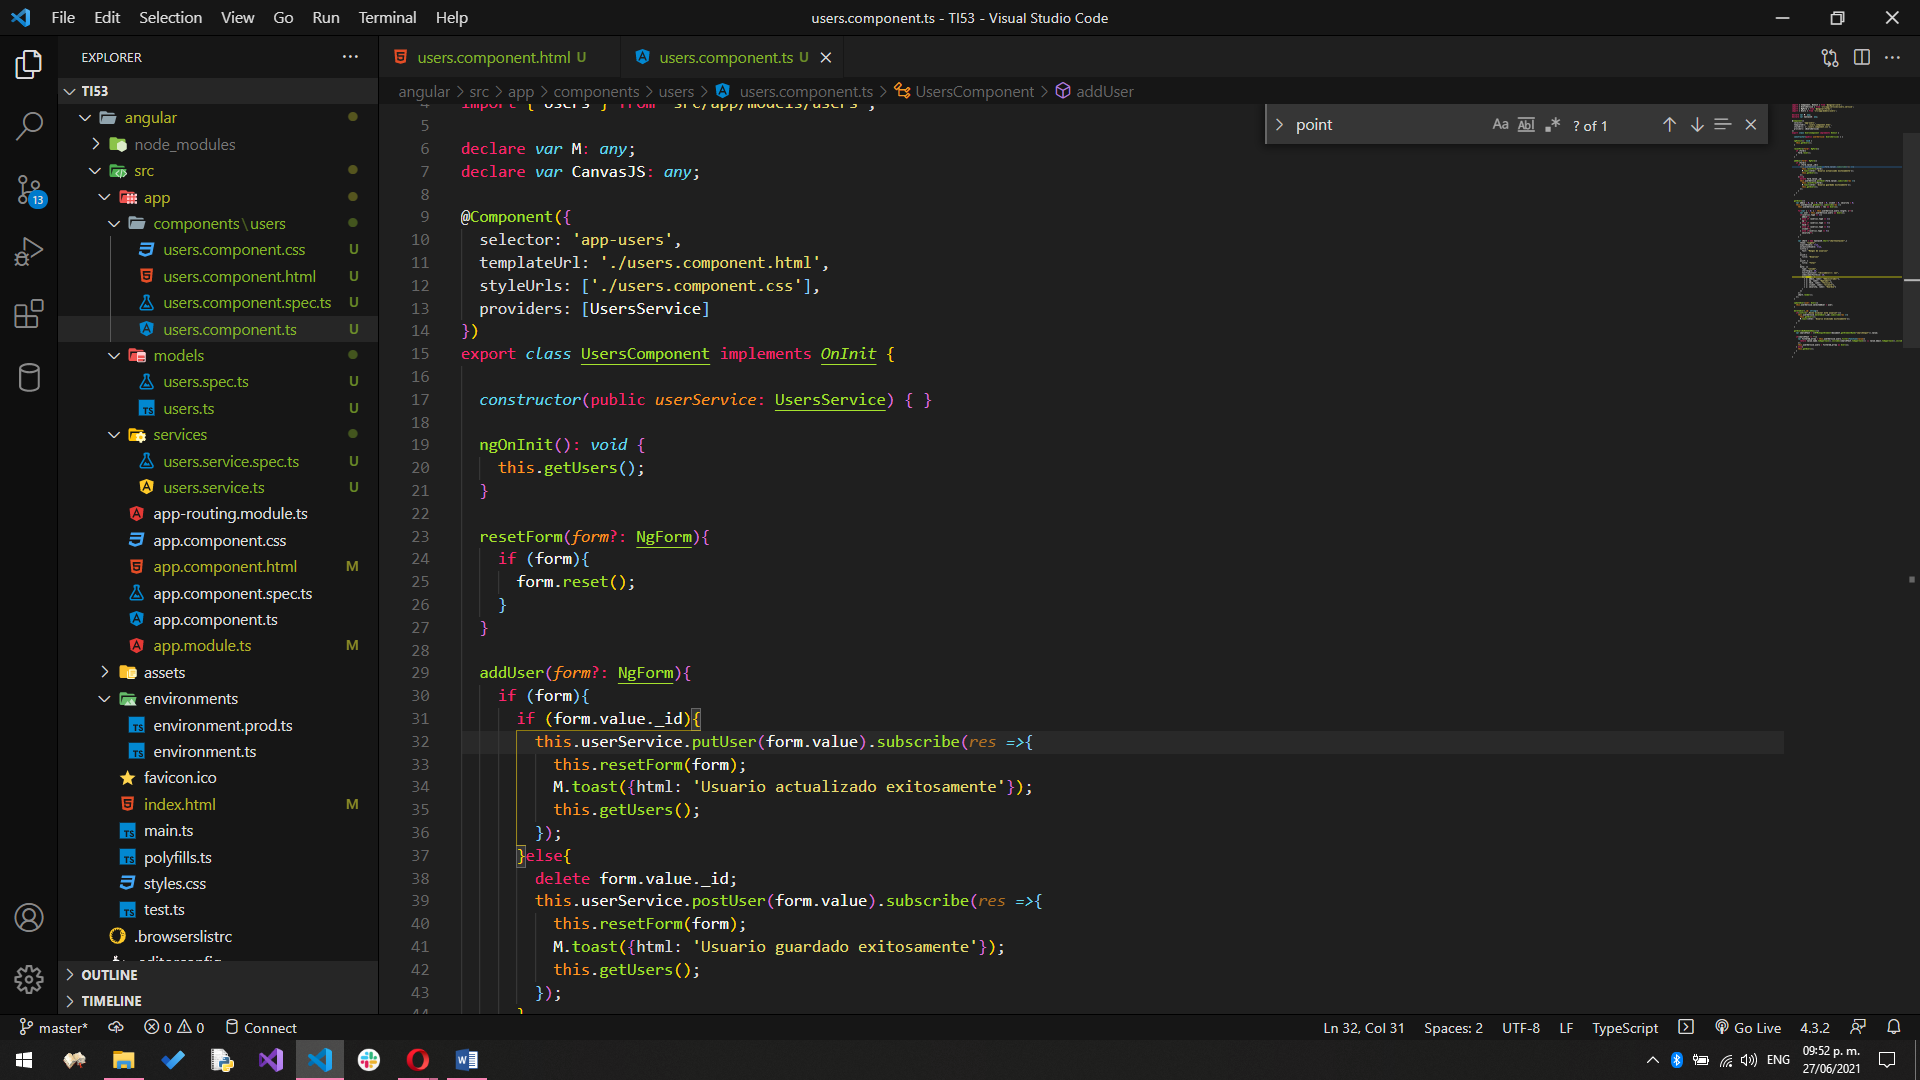 File Edit Selection View Go Run Terminal Help
users.component.ts - TI53 - Visual Studio Code
EXPLORER
TI53
angular
node_modules
src
app
components\users
users.component.css U
users.component.html U
users.component.spec.ts U
users.component.ts U
models
users.spec.ts U
users.ts U
services
users.service.spec.ts U
users.service.ts U
app-routing.module.ts
app.component.css
app.component.html M
app.component.spec.ts
app.component.ts
app.module.ts M
assets
environments
environment.prod.ts
environment.ts
favicon.ico
index.html M
main.ts
polyfills.ts
styles.css
test.ts
.browserslistrc
.editorconfig
OUTLINE
TIMELINE
13
users.component.html U
users.component.ts U
angular > src > app > components > users > users.component.ts > UsersComponent > addUser
point
Aa Ab .* ? of 1
4 import { Users } from 'src/app/models/users';
5
6 declare var M: any;
7 declare var CanvasJS: any;
8
9 @Component({
10 selector: 'app-users',
11 templateUrl: './users.component.html',
12 styleUrls: ['./users.component.css'],
13 providers: [UsersService]
14 })
15 export class UsersComponent implements OnInit {
16
17 constructor(public userService: UsersService) { }
18
19 ngOnInit(): void {
20 this.getUsers();
21 }
22
23 resetForm(form?: NgForm){
24 if (form){
25 form.reset();
26 }
27 }
28
29 addUser(form?: NgForm){
30 if (form){
31 if (form.value._id){
32 this.userService.putUser(form.value).subscribe(res =>{
33 this.resetForm(form);
34 M.toast({html: 'Usuario actualizado exitosamente'});
35 this.getUsers();
36 });
37 }else{
38 delete form.value._id;
39 this.userService.postUser(form.value).subscribe(res =>{
40 this.resetForm(form);
41 M.toast({html: 'Usuario guardado exitosamente'});
42 this.getUsers();
43 });
44 }
master* 0 0 Connect
Ln 32, Col 31 Spaces: 2 UTF-8 LF TypeScript Go Live 4.3.2
ENG
09:52 p. m.
27/06/2021